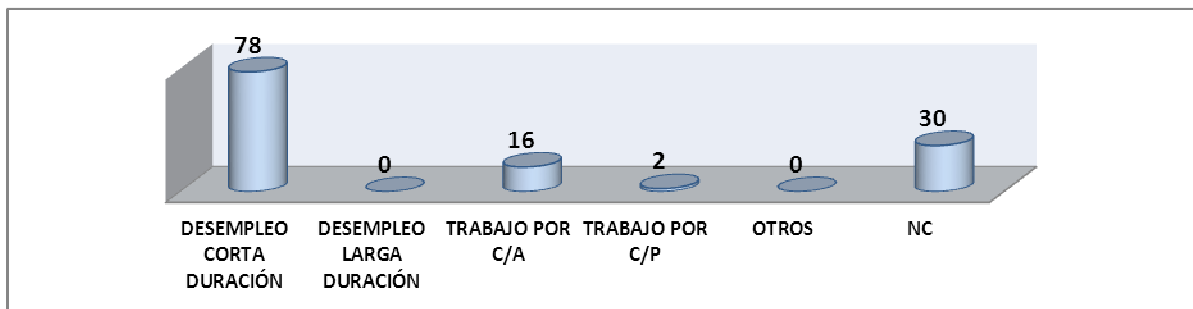 78
0
16
2
0
30
DESEMPLEO CORTA DURACIÓN
DESEMPLEO LARGA DURACIÓN
TRABAJO POR C/A
TRABAJO POR C/P
OTROS
NC